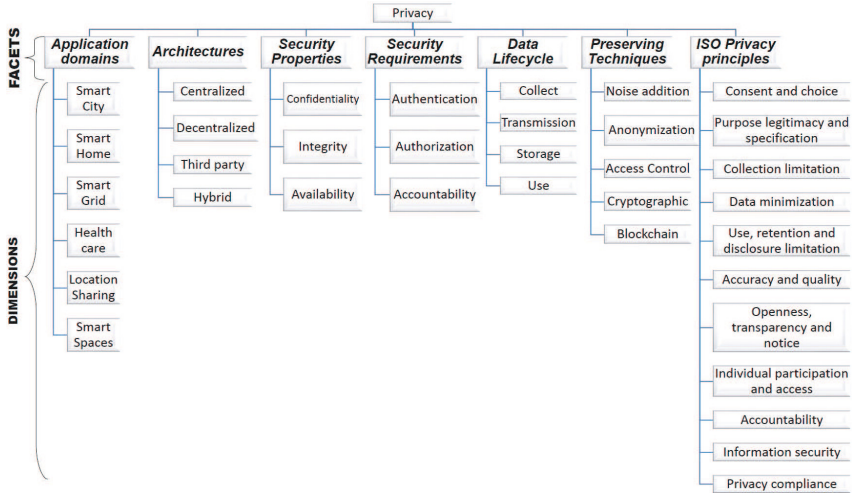 Privacy
FACETS
Application
domains
Architectures
Security
Properties
Security
Requirements
Data
Lifecycle
Preserving
Techniques
ISO Privacy
principles
DIMENSIONS
Smart
City
Smart
Home
Smart
Grid
Health
care
Location
Sharing
Smart
Spaces
Centralized
Decentralized
Third party
Hybrid
Confidentiality
Integrity
Availability
Authentication
Authorization
Accountability
Collect
Transmission
Storage
Use
Noise addition
Anonymization
Access Control
Cryptographic
Blockchain
Consent and choice
Purpose legitimacy and
specification
Collection limitation
Data minimization
Use, retention and
disclosure limitation
Accuracy and quality
Openness,
transparency and
notice
Individual participation
and access
Accountability
Information security
Privacy compliance